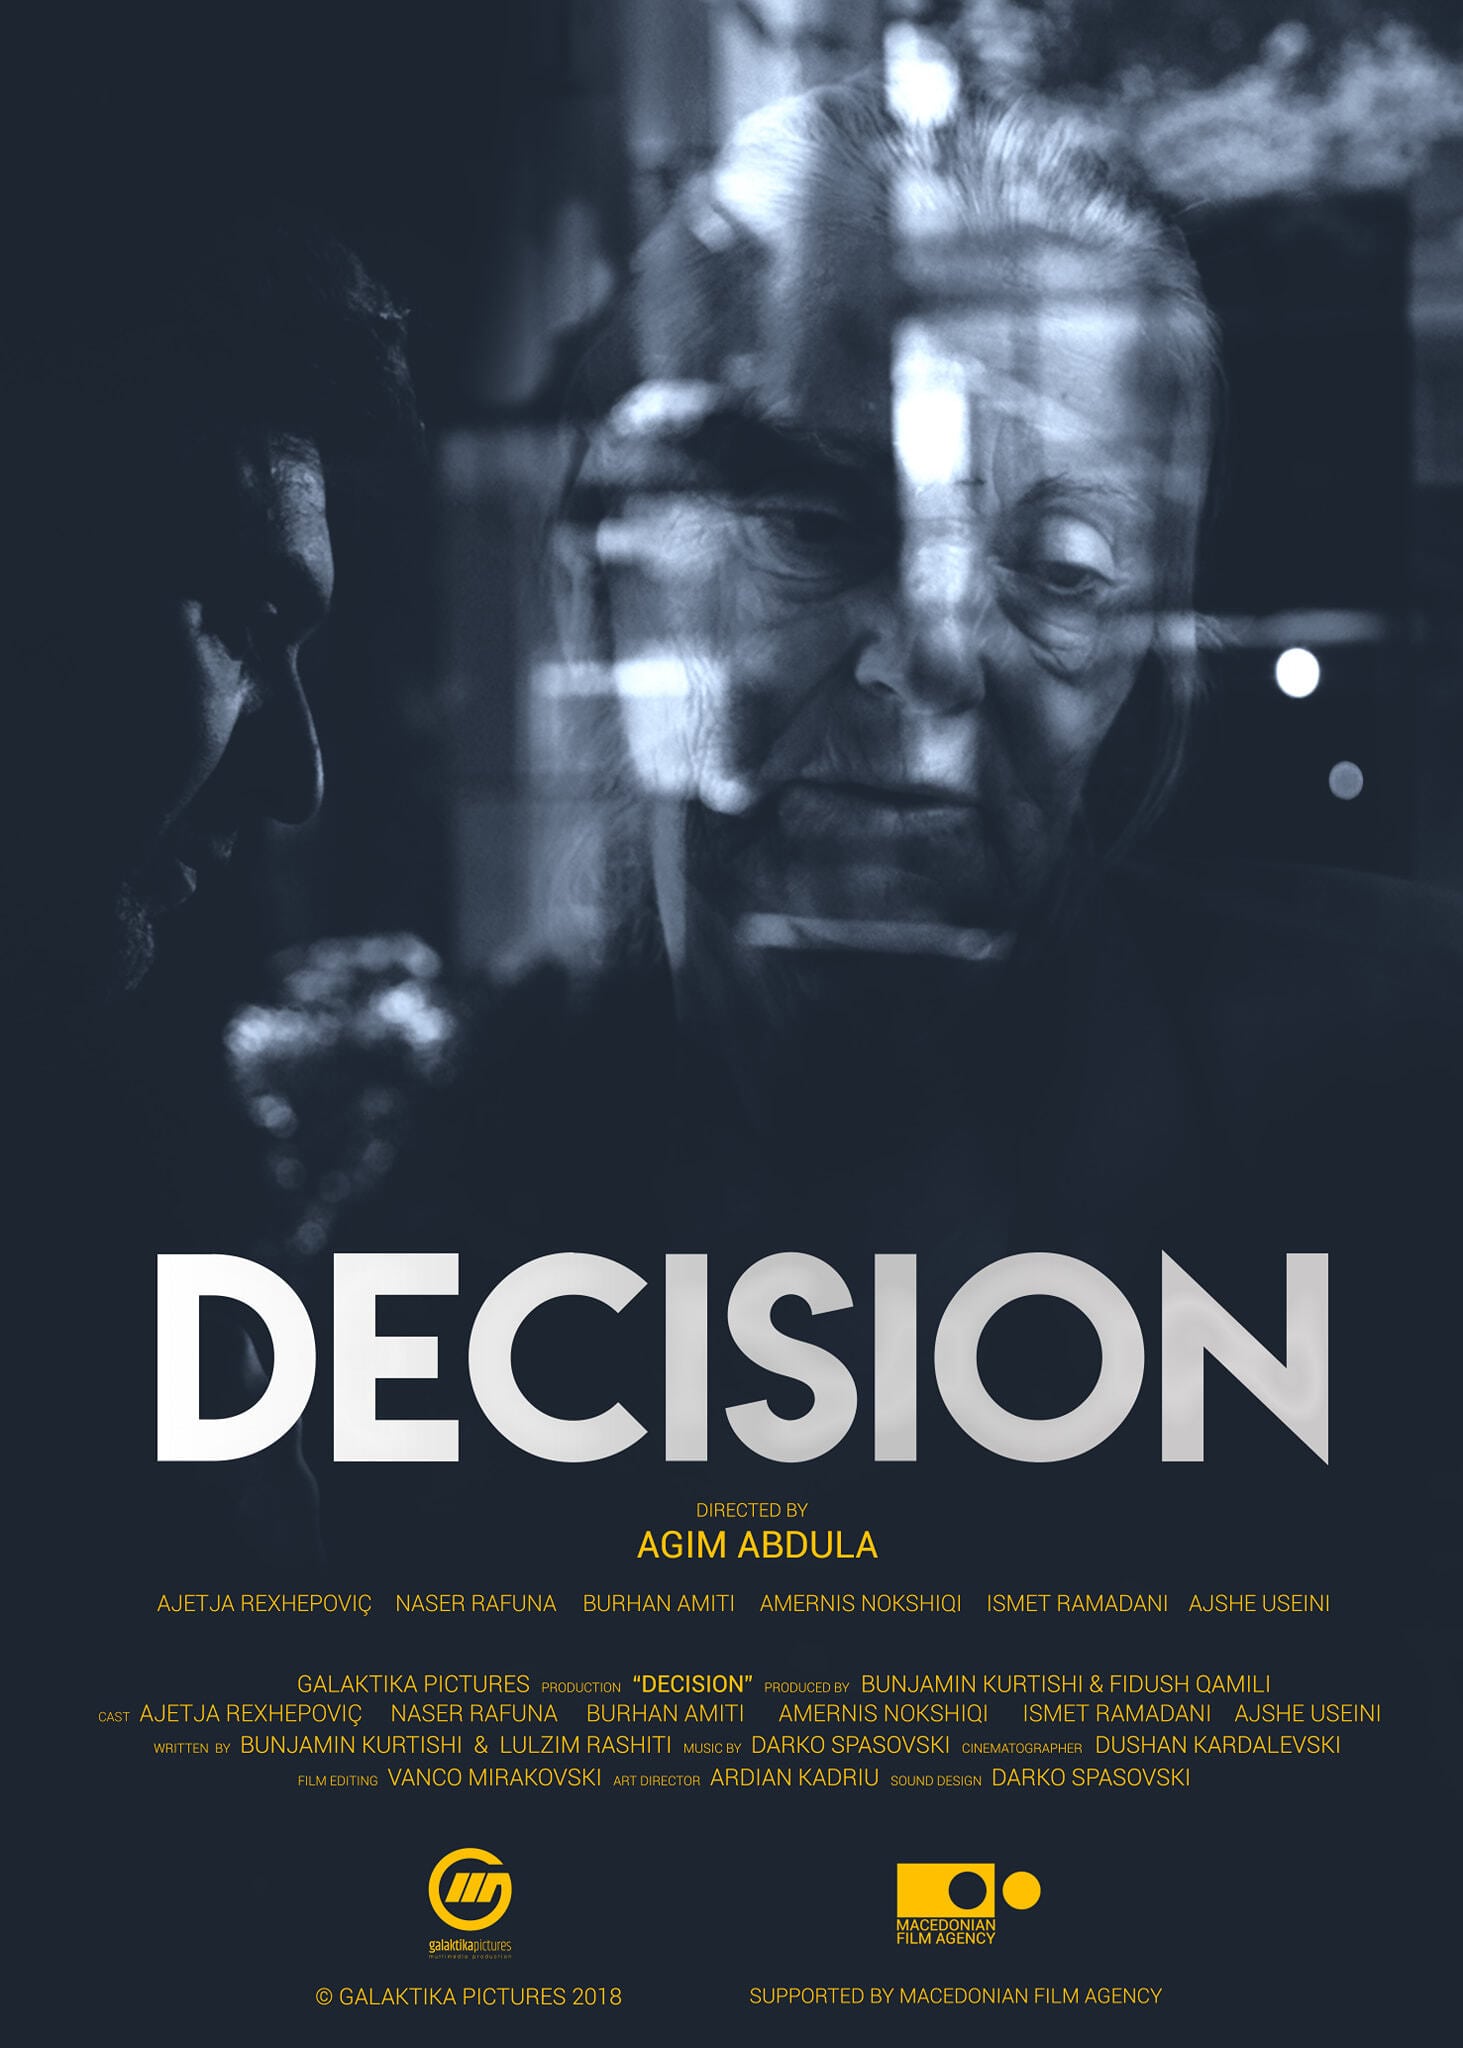 DECISION
DIRECTED BY
AGIM ABDULA
AJETJA REXHEPOVIÇ NASER RAFUNA BURHAN AMITI AMERNIS NOKSHIQI ISMET RAMADANI AJSHE USEINI
GALAKTIKA PICTURES PRODUCTION “DECISION” PRODUCED BY BUNJAMIN KURTISHI & FIDUSH QAMILI
CAST AJETJA REXHEPOVIÇ NASER RAFUNA BURHAN AMITI AMERNIS NOKSHIQI ISMET RAMADANI AJSHE USEINI
WRITTEN BY BUNJAMIN KURTISHI & LULZIM RASHITI MUSIC BY DARKO SPASOVSKI CINEMATOGRAPHER DUSHAN KARDALEVSKI
FILM EDITING VANCO MIRAKOVSKI ART DIRECTOR ARDIAN KADRIU SOUND DESIGN DARKO SPASOVSKI
galaktikapictures
multimedia production
MACEDONIAN
FILM AGENCY
© GALAKTIKA PICTURES 2018
SUPPORTED BY MACEDONIAN FILM AGENCY